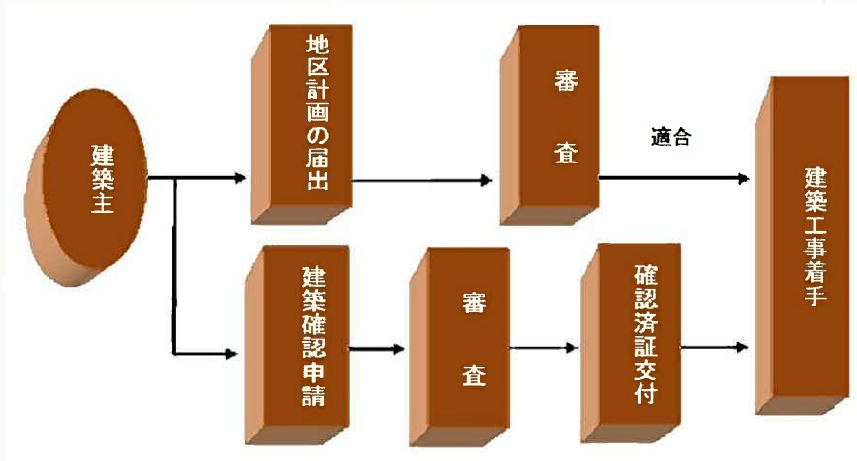 建築主
地区計画の届出
審査
適合
建築確認申請
審査
確認済証交付
建築工事着手